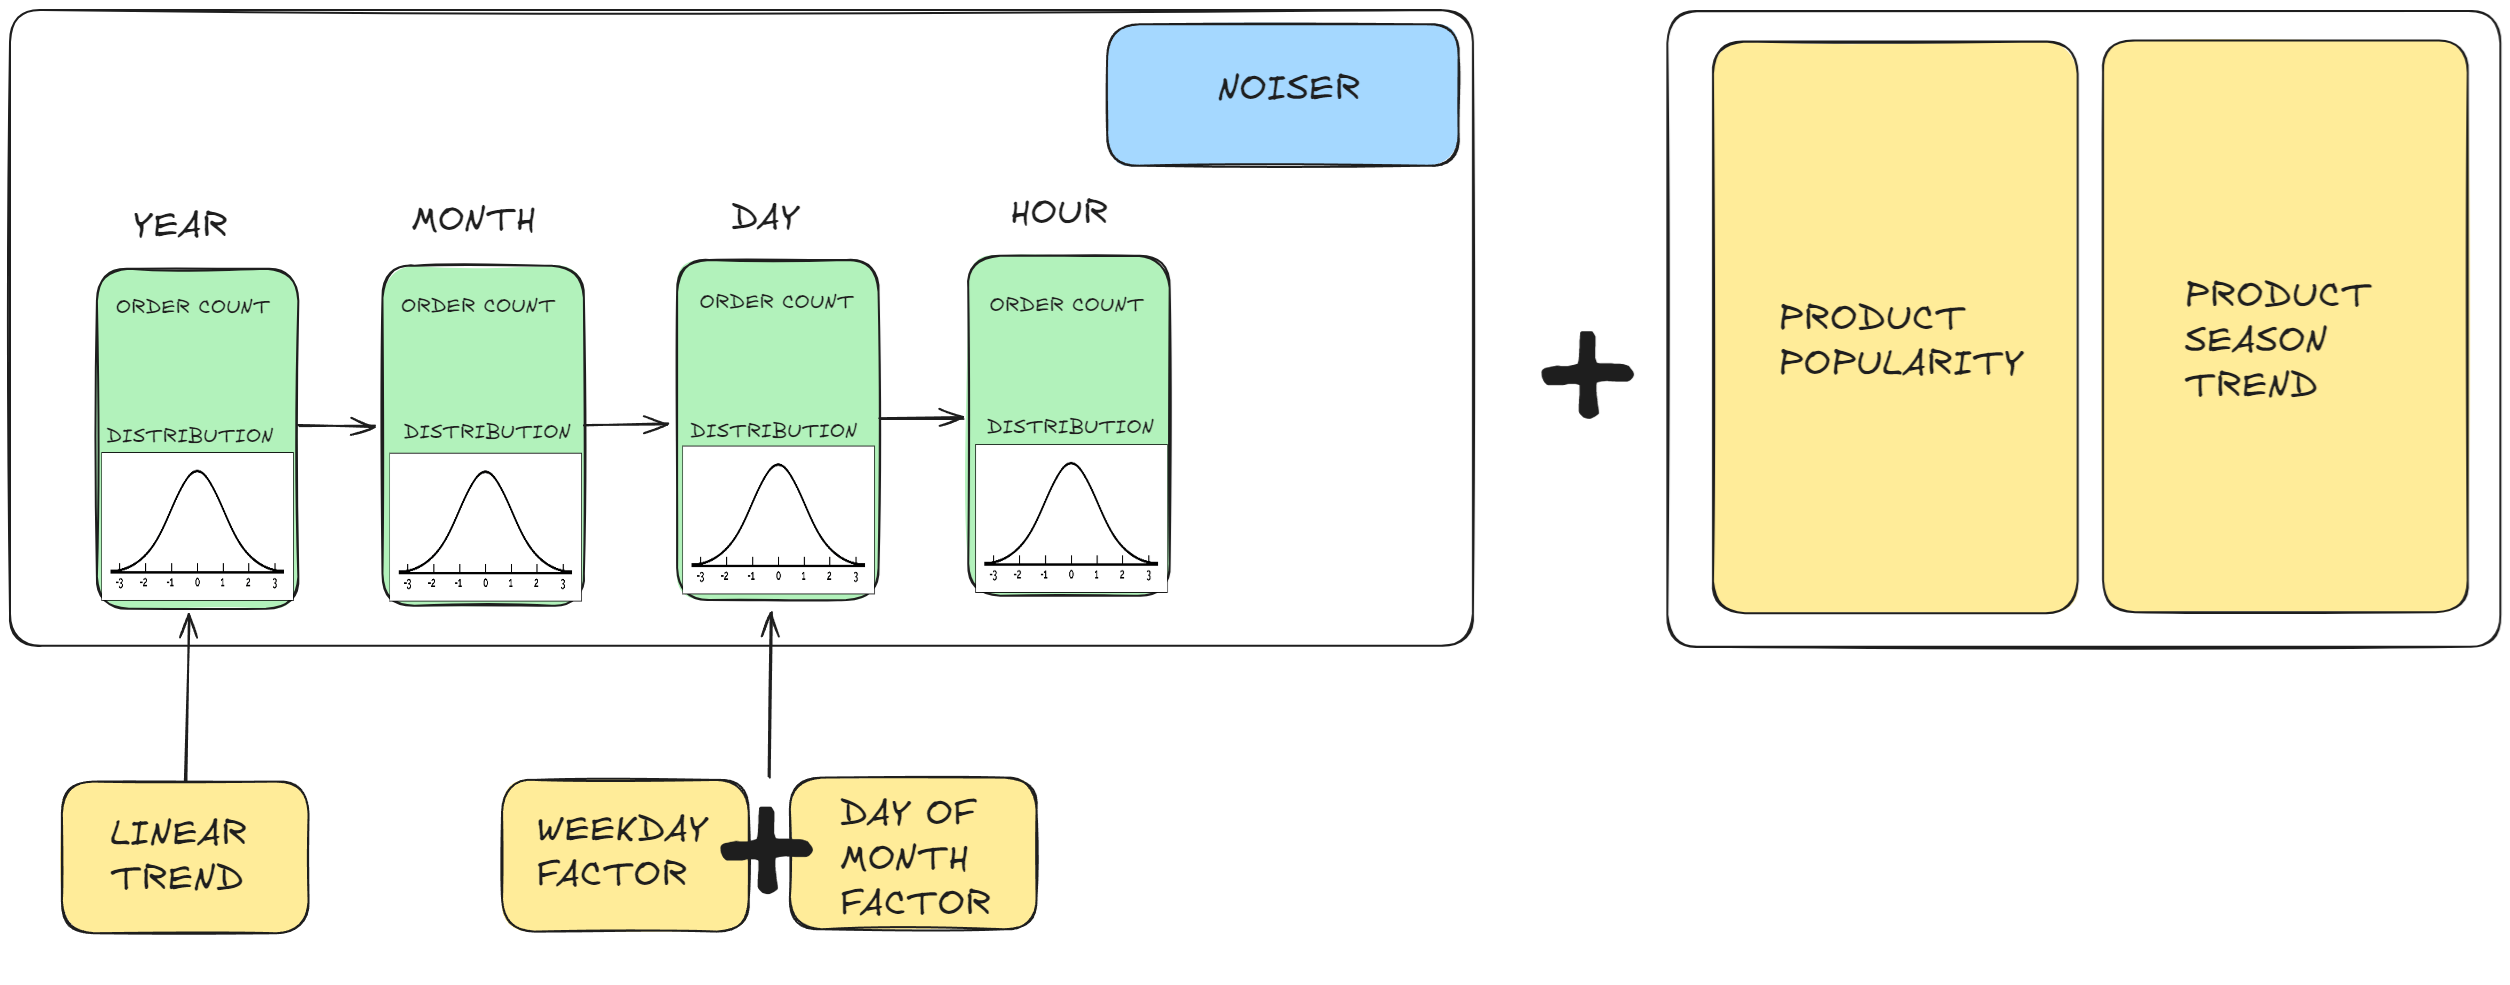 NOISER
YEAR
MONTH
DAY
HOUR
ORDER COUNT
ORDER COUNT
ORDER COUNT
ORDER COUNT
DISTRIBUTION
DISTRIBUTION
DISTRIBUTION
DISTRIBUTION
-3 -2 -1 0 1 2 3
-3 -2 -1 0 1 2 3
-3 -2 -1 0 1 2 3
-3 -2 -1 0 1 2 3
PRODUCT
POPULARITY
PRODUCT
SEASON
TREND
LINEAR
TREND
WEEKDAY
FACTOR
DAY OF
MONTH
FACTOR